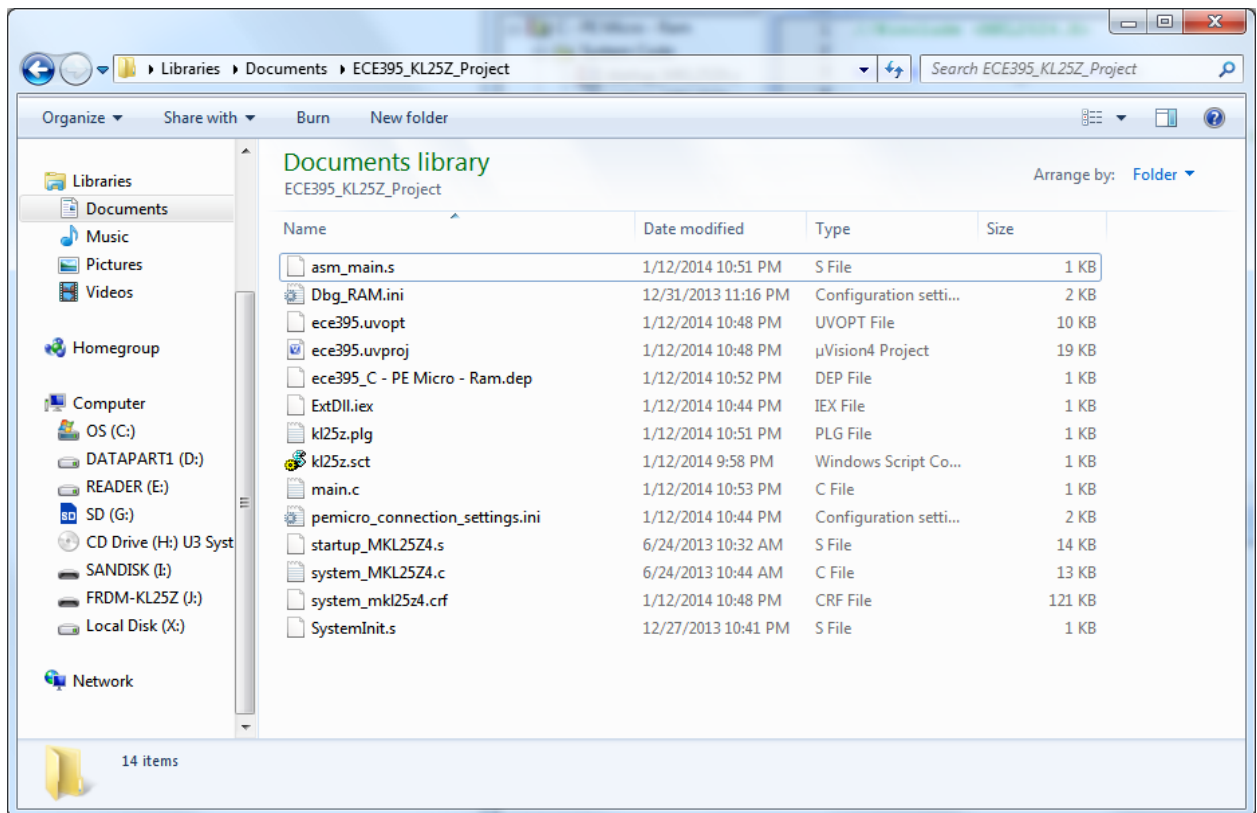 Libraries Documents ECE395_KL25Z_Project Search ECE395_KL25Z_Project
Organize Share with Burn New folder
Libraries
Documents
Music
Pictures
Videos
Homegroup
Computer
OS (C:)
DATAPART1 (D:)
READER (E:)
SD (G:)
CD Drive (H:) U3 Syst
SANDISK (I:)
FRDM-KL25Z (J:)
Local Disk (X:)
Network
Documents library
ECE395_KL25Z_Project
Arrange by: Folder
Name Date modified Type Size
asm_main.s 1/12/2014 10:51 PM S File 1 KB
Dbg_RAM.ini 12/31/2013 11:16 PM Configuration setti... 2 KB
ece395.uvopt 1/12/2014 10:48 PM UVOPT File 10 KB
ece395.uvproj 1/12/2014 10:48 PM µVision4 Project 19 KB
ece395_C - PE Micro - Ram.dep 1/12/2014 10:52 PM DEP File 1 KB
ExtDll.iex 1/12/2014 10:44 PM IEX File 1 KB
kl25z.plg 1/12/2014 10:51 PM PLG File 1 KB
kl25z.sct 1/12/2014 9:58 PM Windows Script Co... 1 KB
main.c 1/12/2014 10:53 PM C File 1 KB
pemicro_connection_settings.ini 1/12/2014 10:44 PM Configuration setti... 2 KB
startup_MKL25Z4.s 6/24/2013 10:32 AM S File 14 KB
system_MKL25Z4.c 6/24/2013 10:44 AM C File 13 KB
system_mkl25z4.crf 1/12/2014 10:48 PM CRF File 121 KB
SystemInit.s 12/27/2013 10:41 PM S File 1 KB
14 items